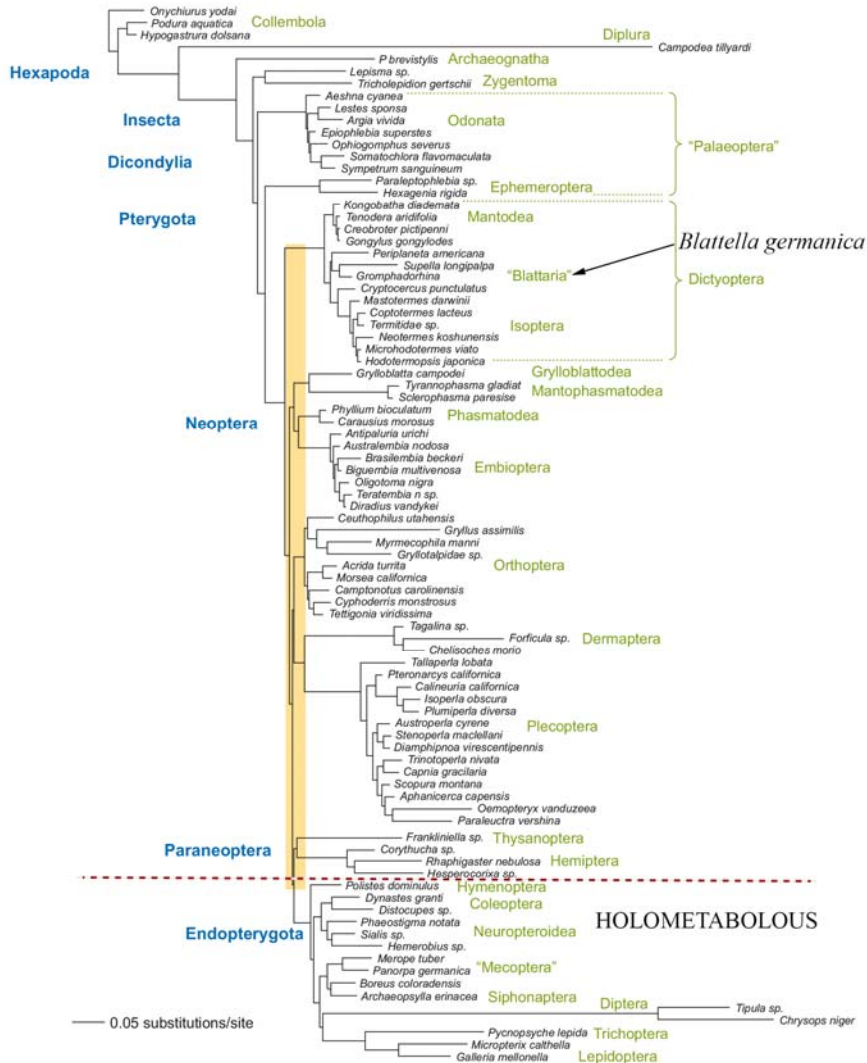 Onychiurus yodai
Podura aquatica
Collembola
Hypogastrura dolsana
Diplura
Campodea tillyardi
Hexapoda
P brevistylis
Archaeognatha
Lepisma sp.
Tricholepidion gertschii
Zygentoma
Aeshna cyanea
Lestes sponsa
Insecta
Argia vivida
Odonata
Epiophlebia superstes
Ophiogomphus severus
“Palaeoptera”
Somatochlora flavomaculata
Dicondylia
Sympetrum sanguineum
Paraleptophlebia sp.
Ephemeroptera
Hexagenia rigida
Kongobatha diademata
Pterygota
Tenodera aridifolia
Mantodea
Creobroter pictipenni
Gongylus gongylodes
Blattella germanica
Periplaneta americana
Supella longipalpa
Gromphadorhina
“Blattaria”
Dictyoptera
Cryptocercus punctulatus
Mastotermes darwinii
Coptotermes lacteus
Termitidae sp.
Isoptera
Neotermes koshunensis
Microhodotermes viato
Hodotermopsis japonica
Grylloblatta campodei
Grylloblattodea
Tyrannophasma gladiat
Mantophasmatodea
Sclerophasma paresise
Phyllium bioculatum
Phasmatodea
Neoptera
Carausius morosus
Antipaluria urichi
Australembia nodosa
Brasilembia beckeri
Biguembia multivenosa
Embioptera
Oligotoma nigra
Teratembia n sp.
Diradius vandykei
Ceuthophilus utahensis
Gryllus assimilis
Myrmecophila manni
Gryllotalpidae sp.
Acrida turrita
Orthoptera
Morsea californica
Camptonotus carolinensis
Cyphoderris monstrosus
Tettigonia viridissima
Tagalina sp.
Forficula sp.
Dermaptera
Chelisoches morio
Tallaperla lobata
Pteronarcys californica
Calineuria californica
Isoperla obscura
Plumiperla diversa
Austroperla cyrene
Plecoptera
Stenoperla maclellani
Diamphipnoa virescentipennis
Trinotoperla nivata
Capnia gracilaria
Scopura montana
Aphanicerca capensis
Oemopteryx vanduzeea
Paraleuctra vershina
Frankliniella sp.
Thysanoptera
Paraneoptera
Corythucha sp.
Rhaphigaster nebulosa
Hemiptera
Hesperocorixa sp.
Polistes dominulus
Hymenoptera
Dynastes granti
Coleoptera
Distocupes sp.
HOLOMETABOLOUS
Phaeostigma notata
Endopterygota
Sialis sp.
Neuropteroidea
Hemerobius sp.
Merope tuber
Panorpa germanica
“Mecoptera”
Boreus coloradensis
Archaeopsylla erinacea
Siphonaptera
Diptera
Tipula sp.
Chrysops niger
0.05 substitutions/site
Pycnopsyche lepida
Trichoptera
Micropterix calthella
Galleria mellonella
Lepidoptera